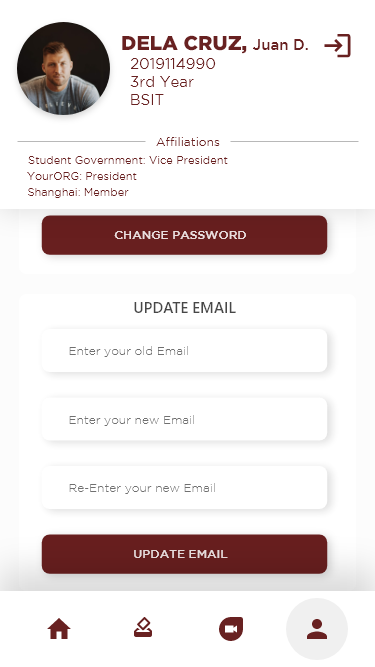 DELA CRUZ, Juan D.
2019114990
3rd Year
BSIT
Affiliations
Student Government: Vice President
YourORG: President
Shanghai: Member
CHANGE PASSWORD
UPDATE EMAIL
Enter your old Email
Enter your new Email
Re-Enter your new Email
UPDATE EMAIL